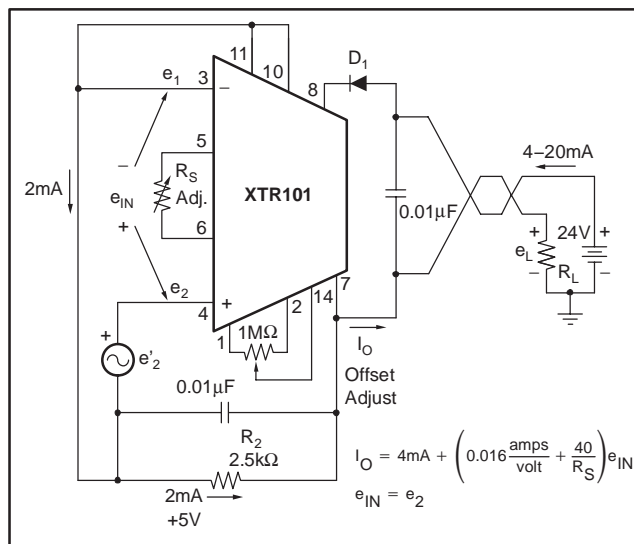 11
10
D1
3
−
8
e1
5
RS
Adj.
XTR101
6
eIN
−
+
2mA
e2
4
+
1
2
14
7
1MΩ
0.01µF
4−20mA
+
eL
−
RL
24V
+
−
IO
Offset
Adjust
+
e'2
0.01µF
R2
2.5kΩ
2mA
+5V
IO = 4mA + (0.016 amps/volt + 40/RS) eIN
eIN = e2